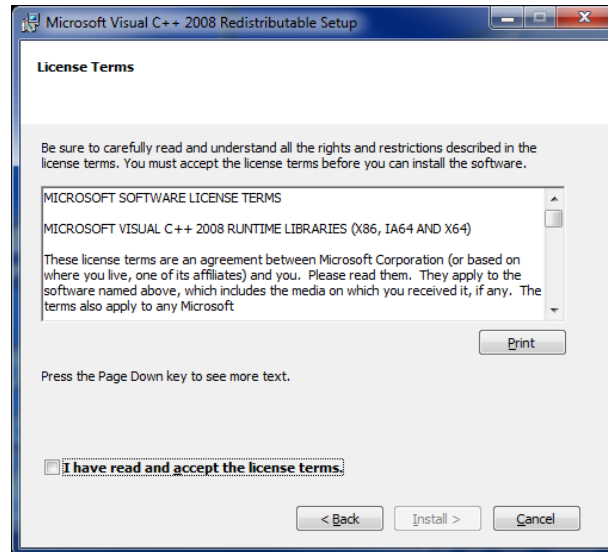 Microsoft Visual C++ 2008 Redistributable Setup
License Terms
Be sure to carefully read and understand all the rights and restrictions described in the
license terms. You must accept the license terms before you can install the software.
MICROSOFT SOFTWARE LICENSE TERMS
MICROSOFT VISUAL C++ 2008 RUNTIME LIBRARIES (X86, IA64 AND X64)
These license terms are an agreement between Microsoft Corporation (or based on
where you live, one of its affiliates) and you.  Please read them.  They apply to the
software named above, which includes the media on which you received it, if any.  The
terms also apply to any Microsoft
Print
Press the Page Down key to see more text.
I have read and accept the license terms.
< Back
Install >
Cancel